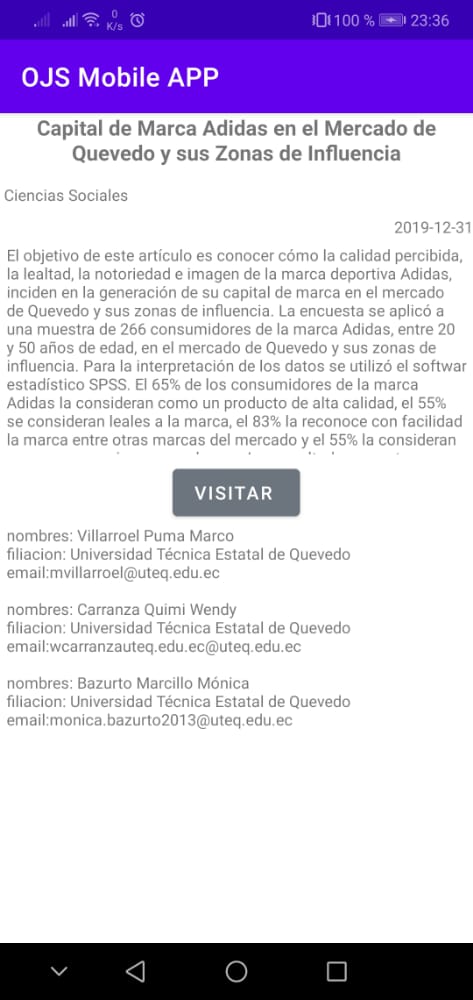 0
K/s
100 %
23:36
OJS Mobile APP
Capital de Marca Adidas en el Mercado de
Quevedo y sus Zonas de Influencia
Ciencias Sociales
2019-12-31
El objetivo de este artículo es conocer cómo la calidad percibida,
la lealtad, la notoriedad e imagen de la marca deportiva Adidas,
inciden en la generación de su capital de marca en el mercado
de Quevedo y sus zonas de influencia. La encuesta se aplicó a
una muestra de 266 consumidores de la marca Adidas, entre 20
y 50 años de edad, en el mercado de Quevedo y sus zonas de
influencia. Para la interpretación de los datos se utilizó el softwar
estadístico SPSS. El 65% de los consumidores de la marca
Adidas la consideran como un producto de alta calidad, el 55%
se consideran leales a la marca, el 83% la reconoce con facilidad
la marca entre otras marcas del mercado y el 55% la consideran
VISITAR
nombres: Villarroel Puma Marco
filiacion: Universidad Técnica Estatal de Quevedo
email:mvillarroel@uteq.edu.ec
nombres: Carranza Quimi Wendy
filiacion: Universidad Técnica Estatal de Quevedo
email:wcarranzauteq.edu.ec@uteq.edu.ec
nombres: Bazurto Marcillo Mónica
filiacion: Universidad Técnica Estatal de Quevedo
email:monica.bazurto2013@uteq.edu.ec